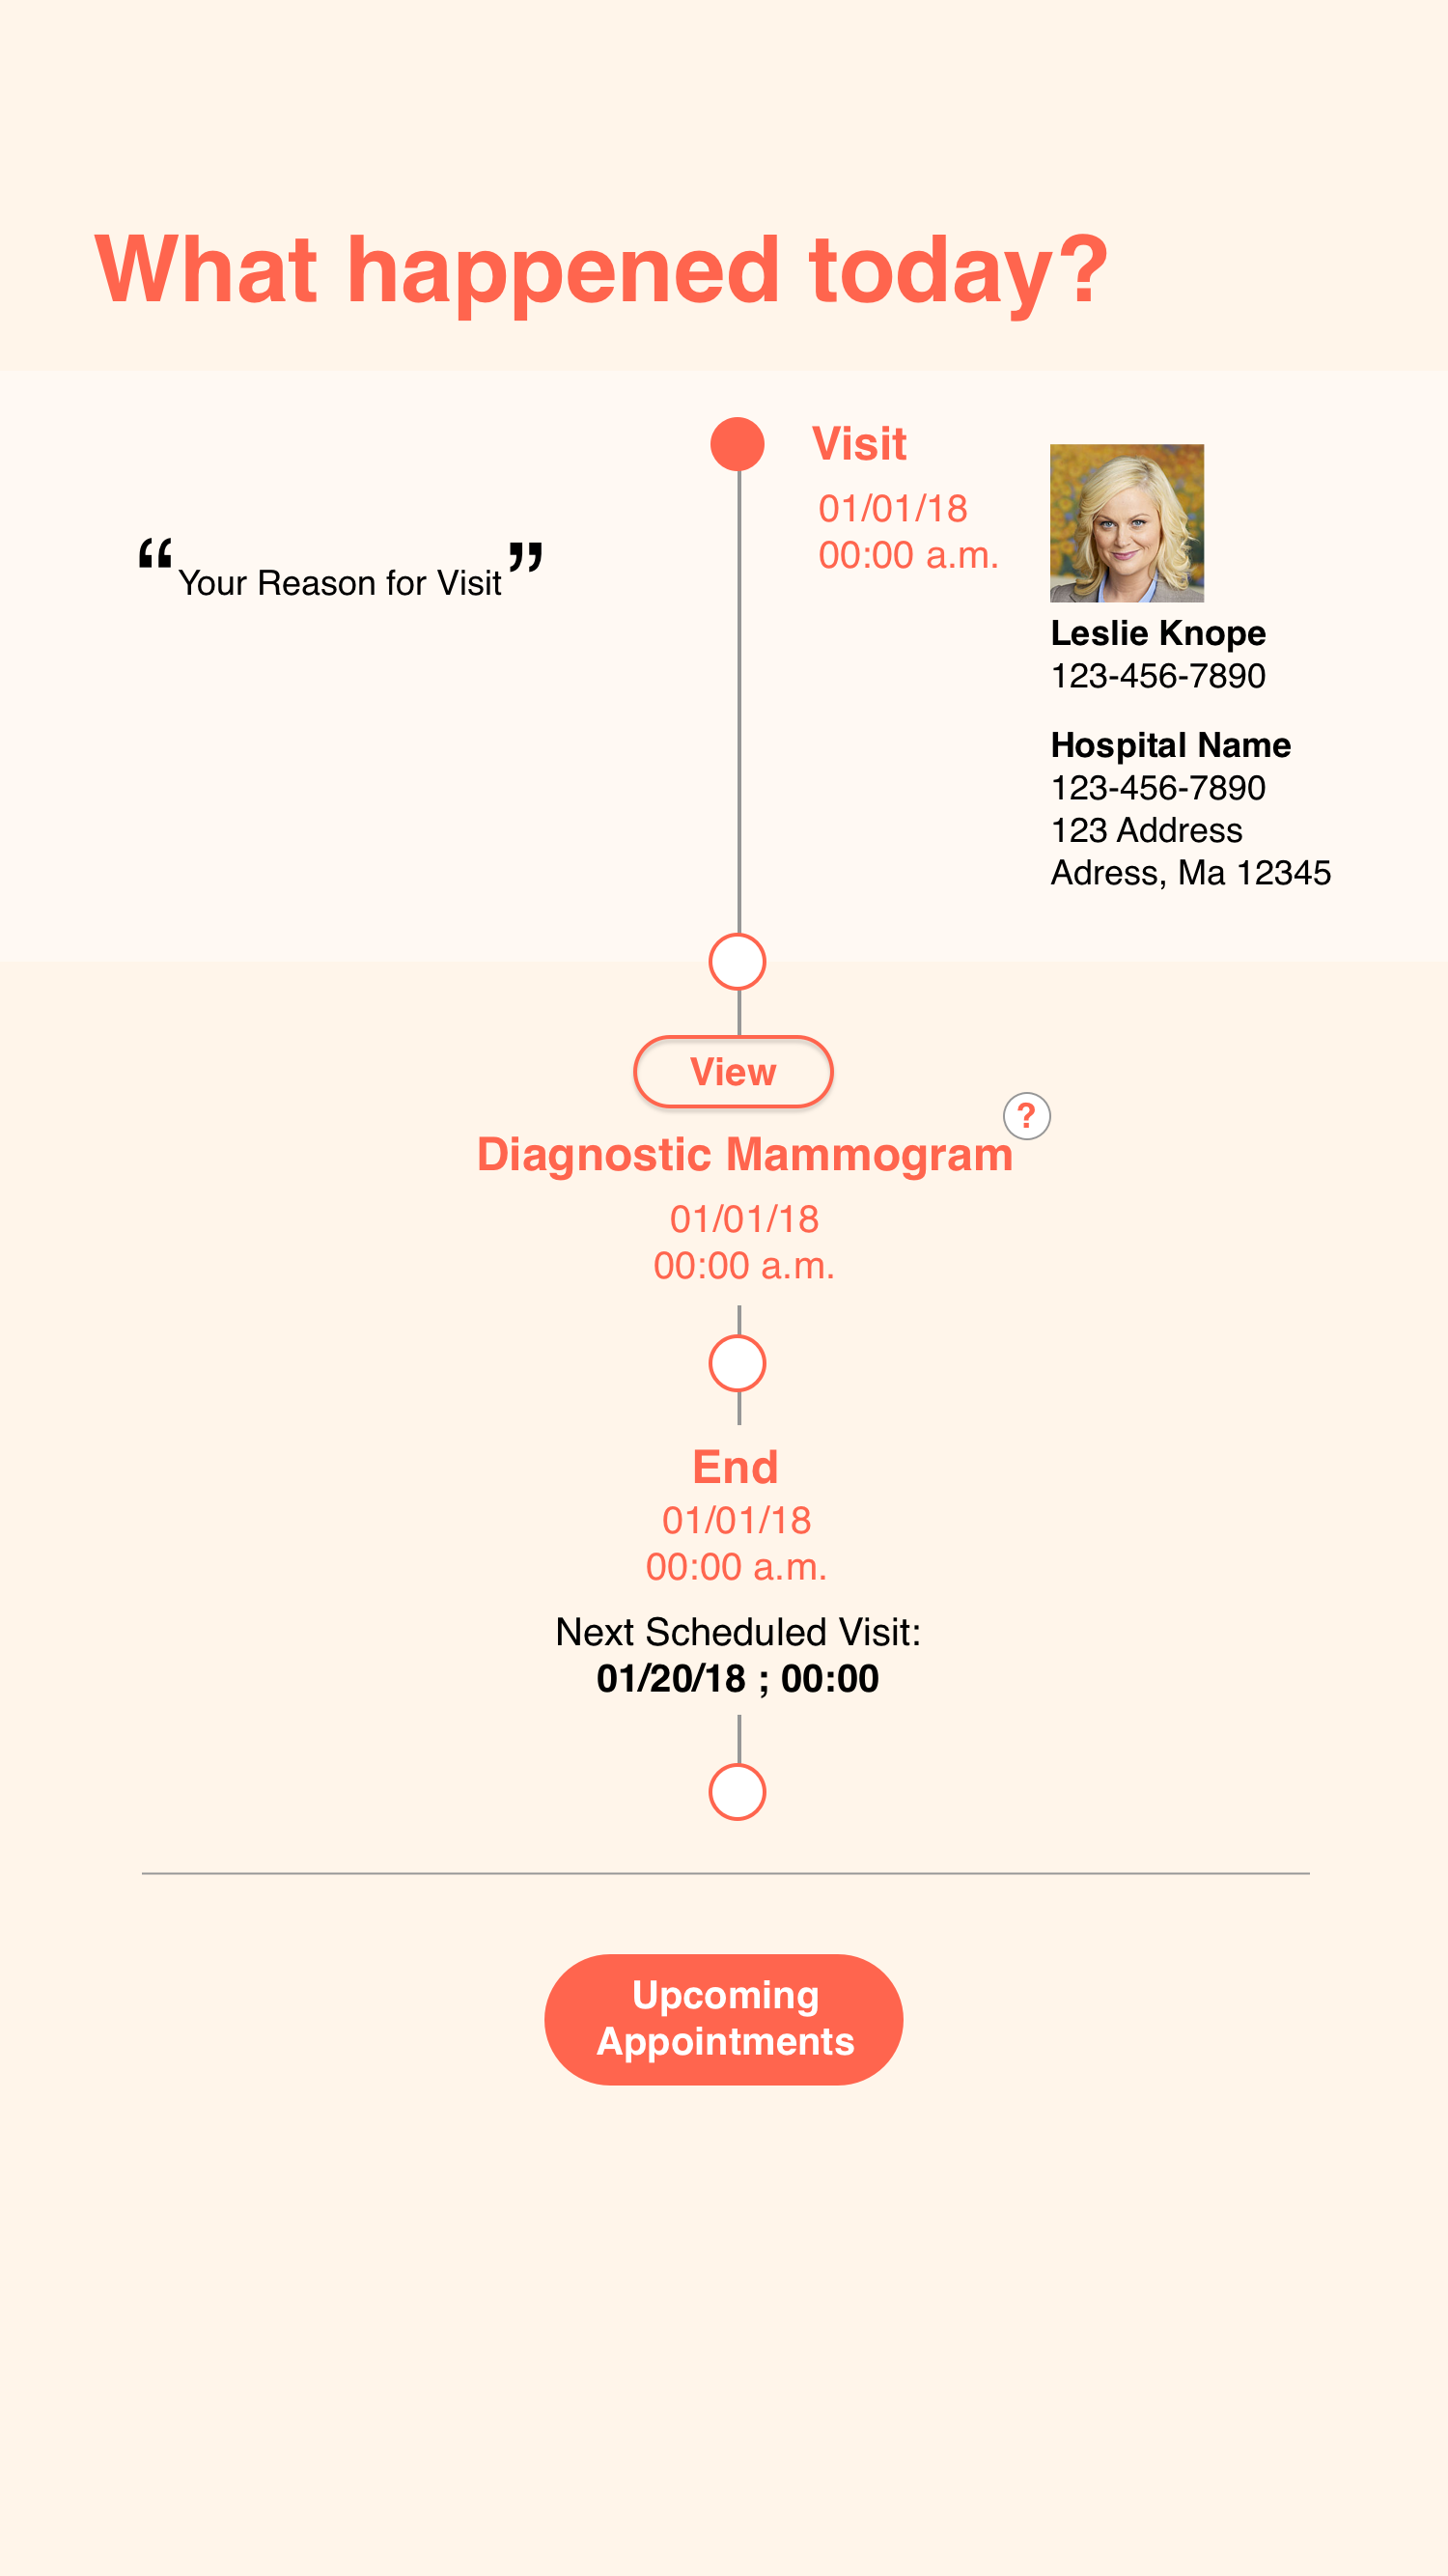 What happened today?
Visit
01/01/18
00:00 a.m.
“Your Reason for Visit”
Leslie Knope
123-456-7890
Hospital Name
123-456-7890
123 Address
Adress, Ma 12345
View
?
Diagnostic Mammogram
01/01/18
00:00 a.m.
End
01/01/18
00:00 a.m.
Next Scheduled Visit:
01/20/18 ; 00:00
Upcoming
Appointments